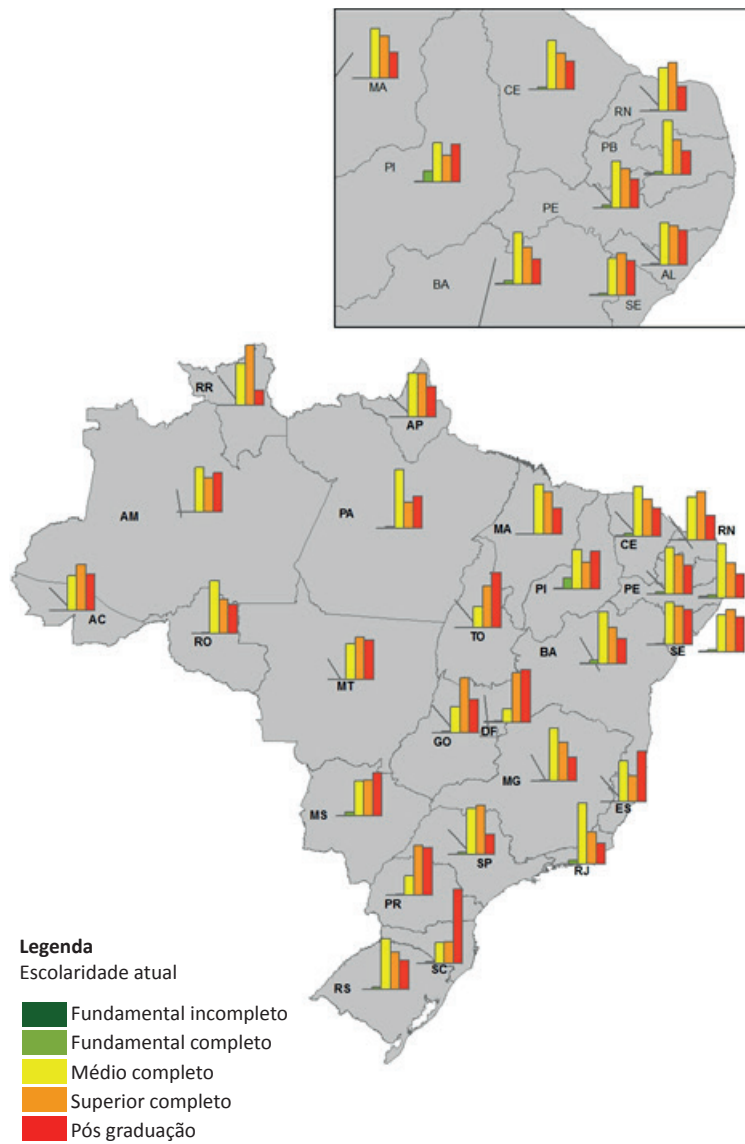 MA
CE
RN
PB
PI
PE
BA
AL
SE
RR
AP
AM
PA
MA
CE
RN
PI
PE
AC
RO
TO
BA
SE
MT
GO
DF
MG
MS
ES
SP
RJ
PR
SC
RS
Legenda
Escolaridade atual
Fundamental incompleto
Fundamental completo
Médio completo
Superior completo
Pós graduação